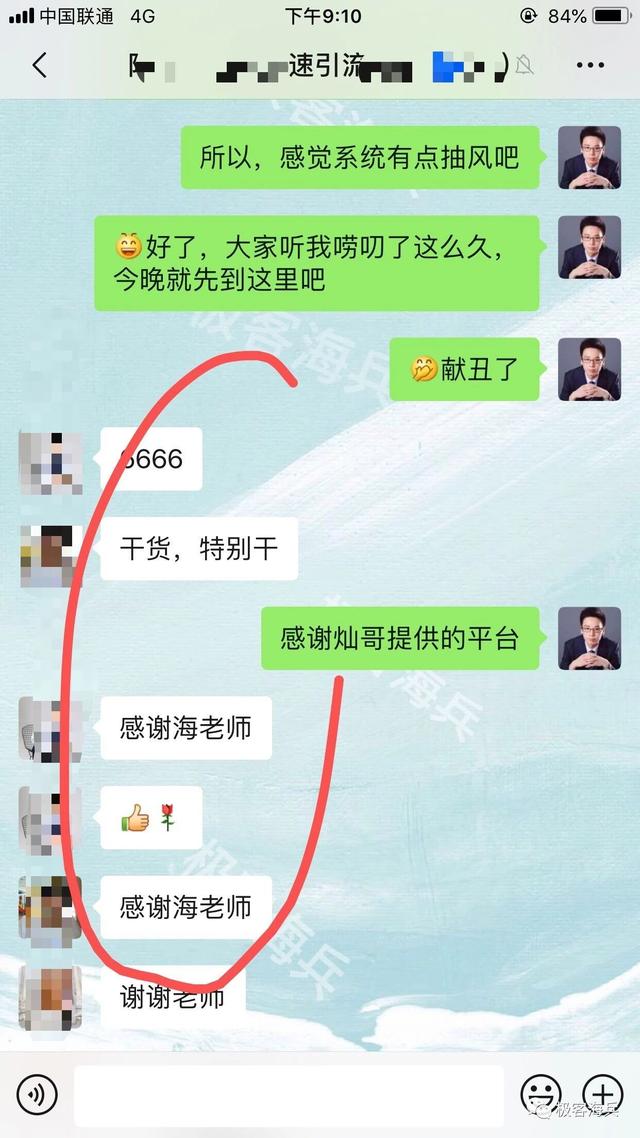 中国联通 4G 下午9:10 84%
速引流
)
所以，感觉系统有点抽风吧
😄好了，大家听我唠叨了这么久，
今晚就先到这里吧
🤭献丑了
6666
干货，特别干
感谢灿哥提供的平台
感谢海老师
👍🌹
感谢海老师
谢谢老师
极客海兵
极客海兵